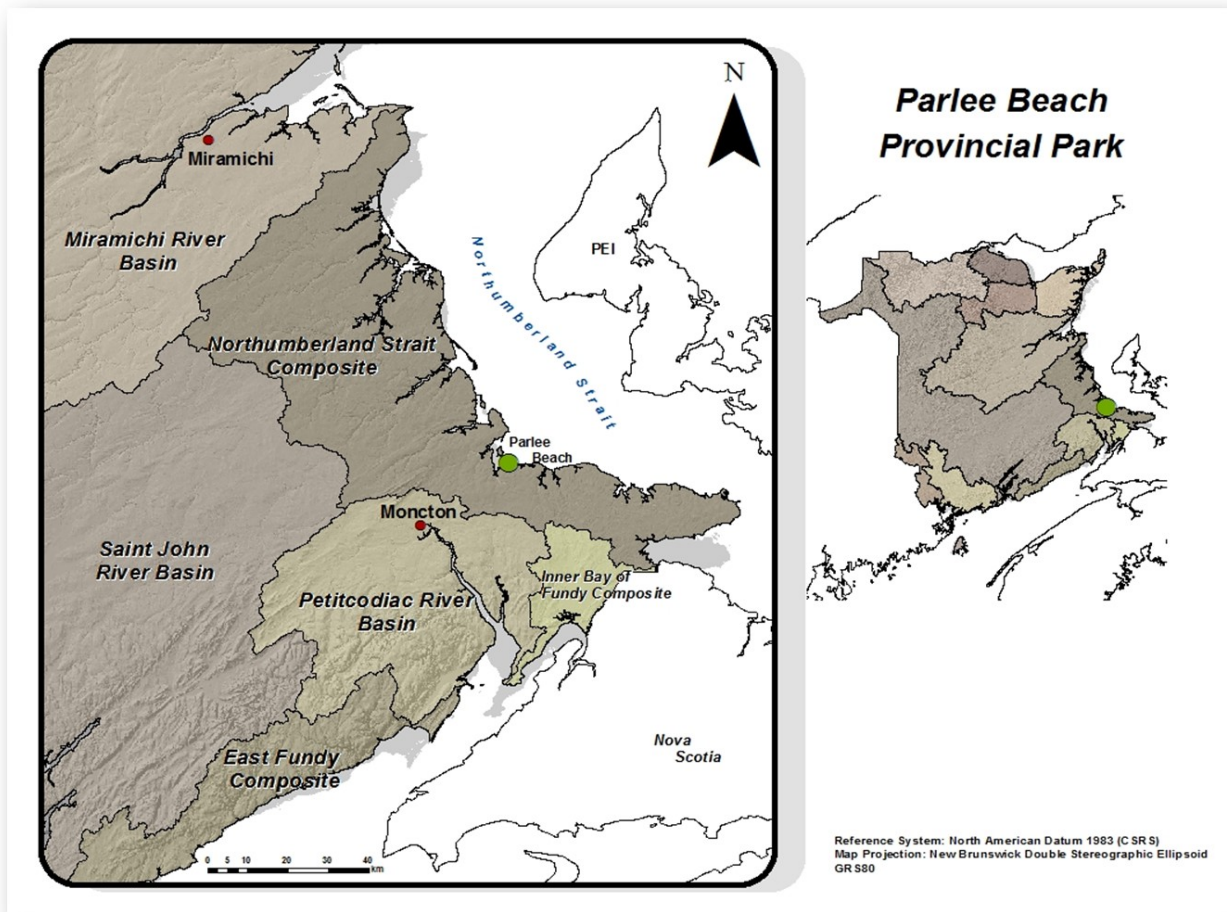 Parlee Beach
Provincial Park
N
Miramichi
Miramichi River
Basin
PEI
Northumberland Strait
Northumberland Strait
Composite
Parlee
Beach
Moncton
Saint John
River Basin
Inner Bay of
Fundy Composite
Petitcodiac River
Basin
Nova
Scotia
East Fundy
Composite
0 5 10 20 30 40
km
Reference System: North American Datum 1983 (CSRS)
Map Projection: New Brunswick Double Stereographic Ellipsoid
GRS80